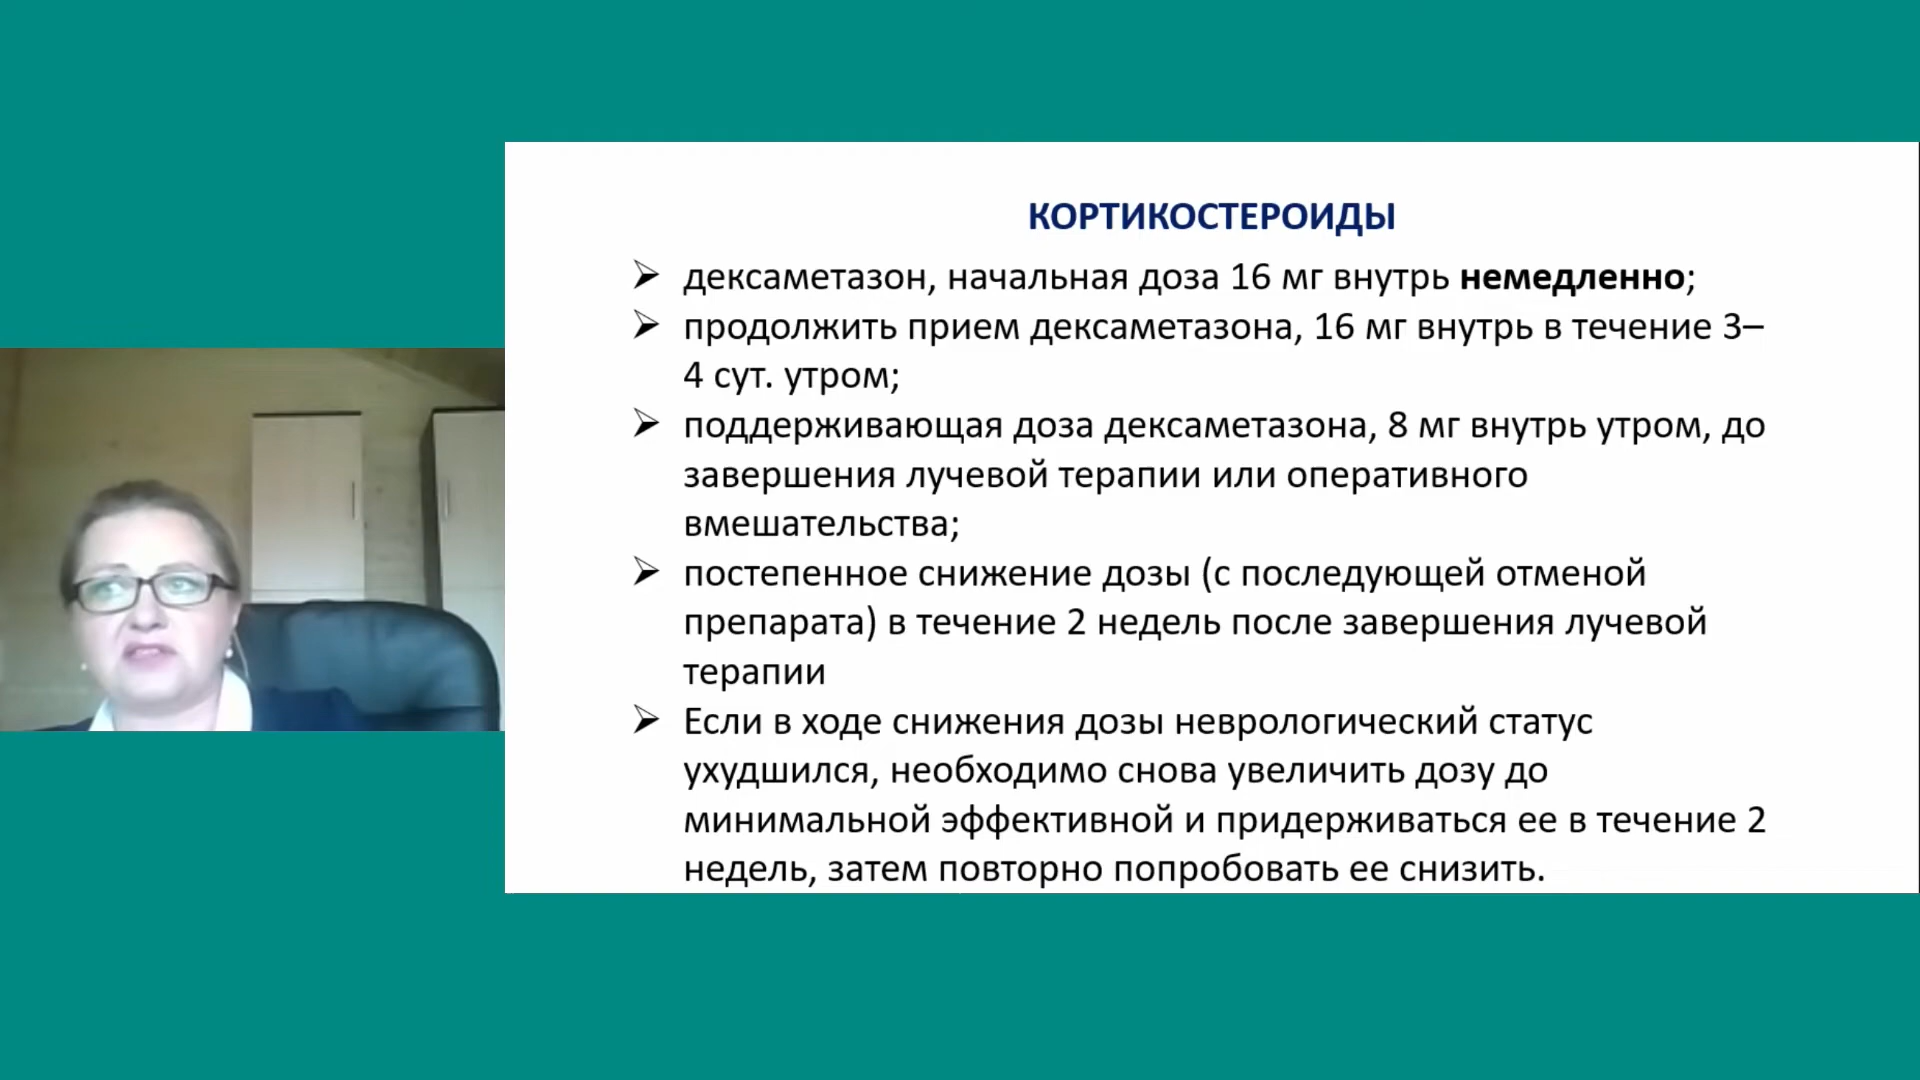 КОРТИКОСТЕРОИДЫ
дексаметазон, начальная доза 16 мг внутрь немедленно;
продолжить прием дексаметазона, 16 мг внутрь в течение 3–
4 сут. утром;
поддерживающая доза дексаметазона, 8 мг внутрь утром, до
завершения лучевой терапии или оперативного
вмешательства;
постепенное снижение дозы (с последующей отменой
препарата) в течение 2 недель после завершения лучевой
терапии
Если в ходе снижения дозы неврологический статус
ухудшился, необходимо снова увеличить дозу до
минимальной эффективной и придерживаться ее в течение 2
недель, затем повторно попробовать ее снизить.